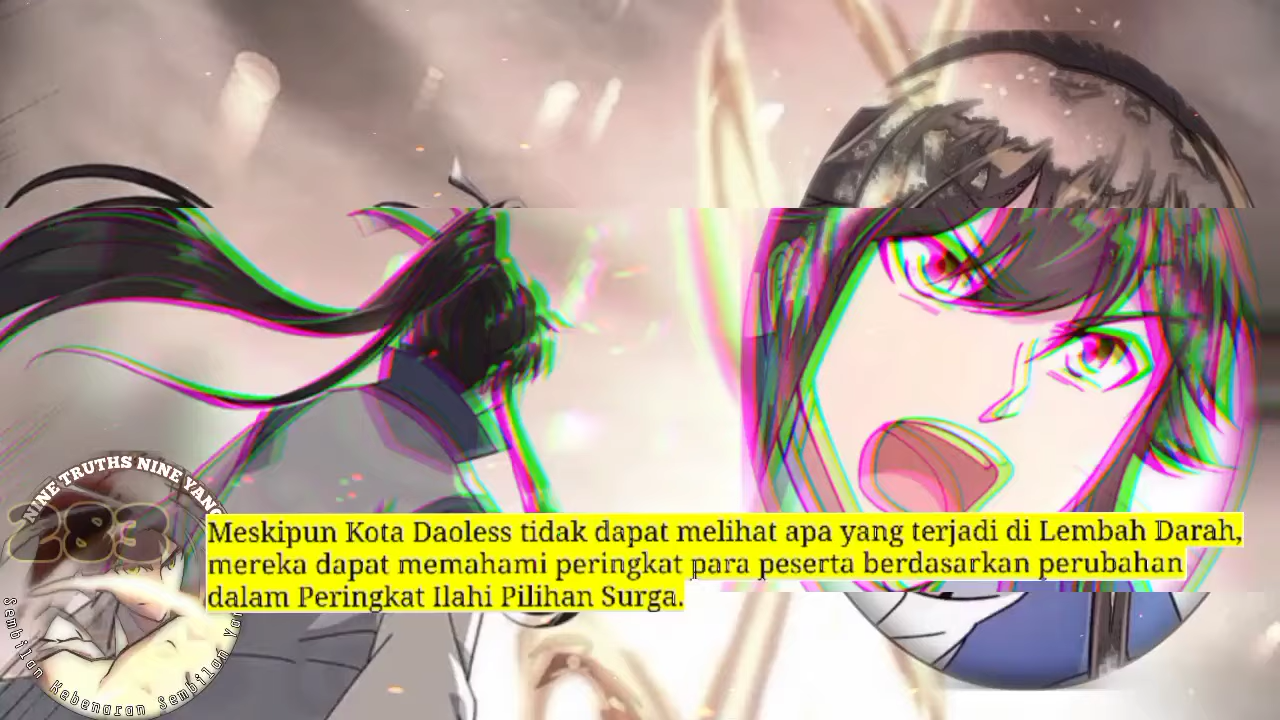 NINE TRUTHS NINE YANG
283
Meskipun Kota Daoless tidak dapat melihat apa yang terjadi di Lembah Darah,
mereka dapat memahami peringkat para peserta berdasarkan perubahan
dalam Peringkat Ilahi Pilihan Surga.
Sembilan Kebenaran Sembilan